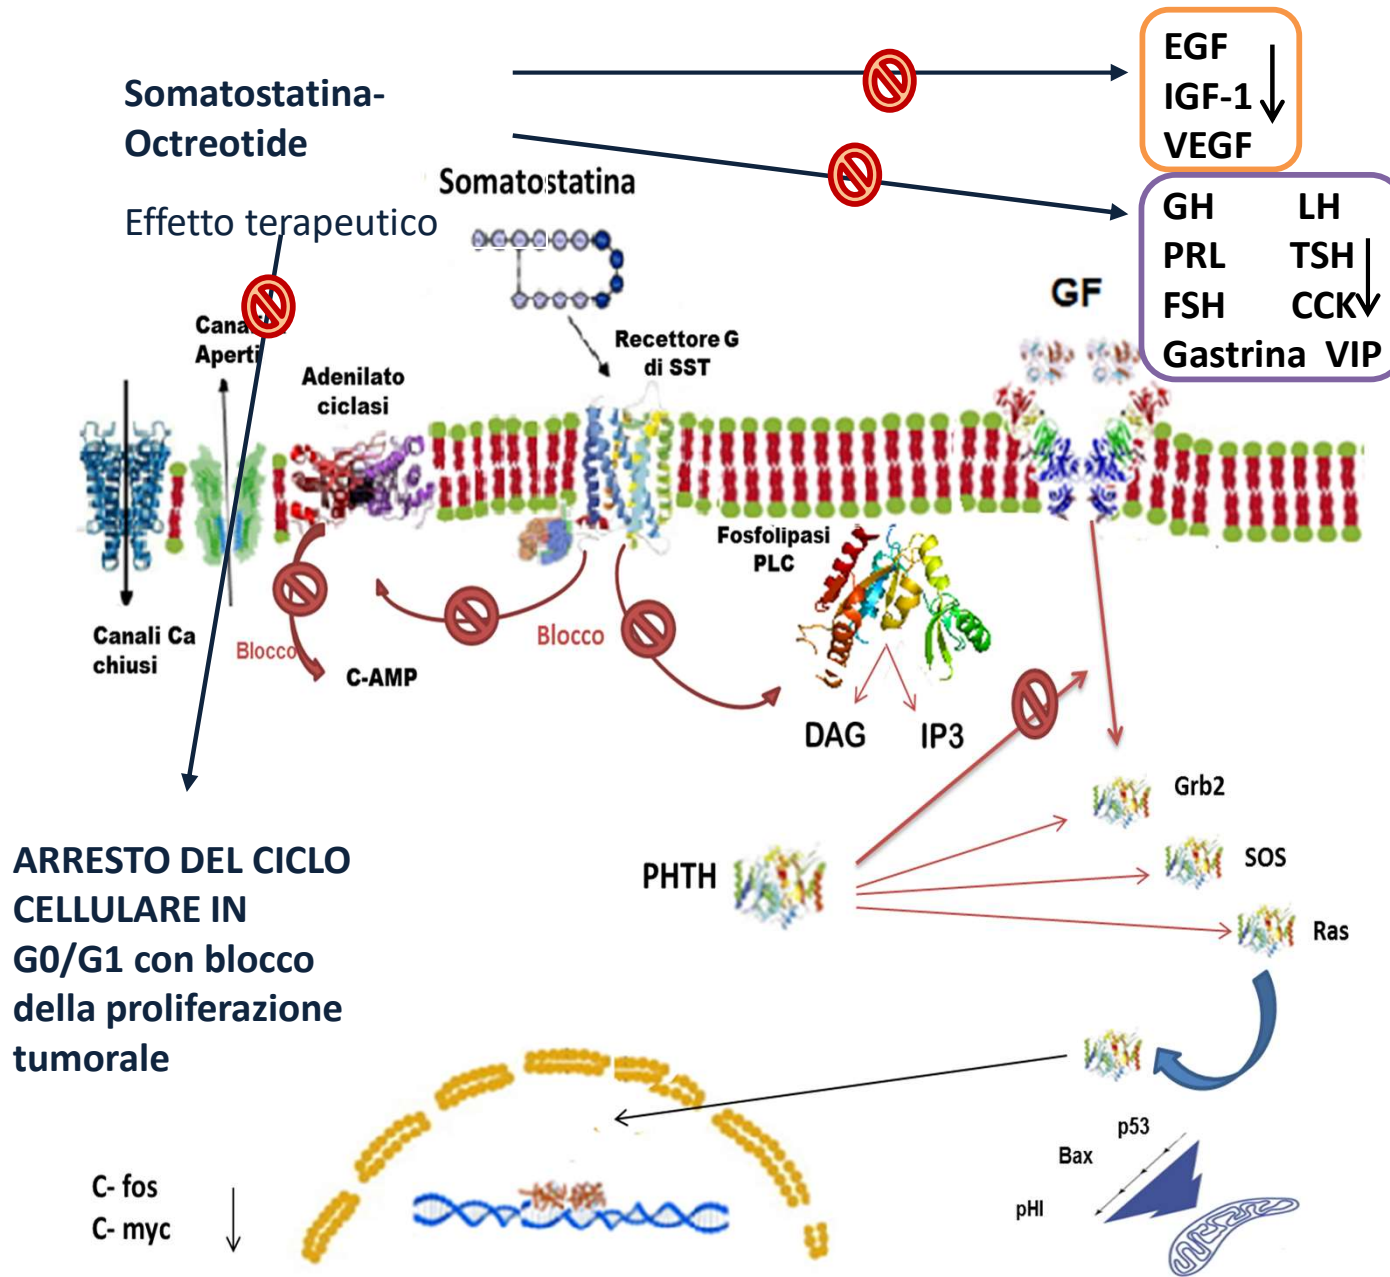 Somatostatina-
Octreotide
Effetto terapeutico
EGF
IGF-1
VEGF
GH LH
PRL TSH
FSH CCK
Gastrina VIP
Somatostatina
GF
Recettore G
di SST
Aperti
Adenilato
ciclasi
Fosfolipasi
PLC
Canali Ca
chiusi
Blocco
C-AMP
Blocco
DAG IP3
Grb2
SOS
Ras
PHTH
ARRESTO DEL CICLO
CELLULARE IN
G0/G1 con blocco
della proliferazione
tumorale
p53
Bax
pHI
C- fos
C- myc